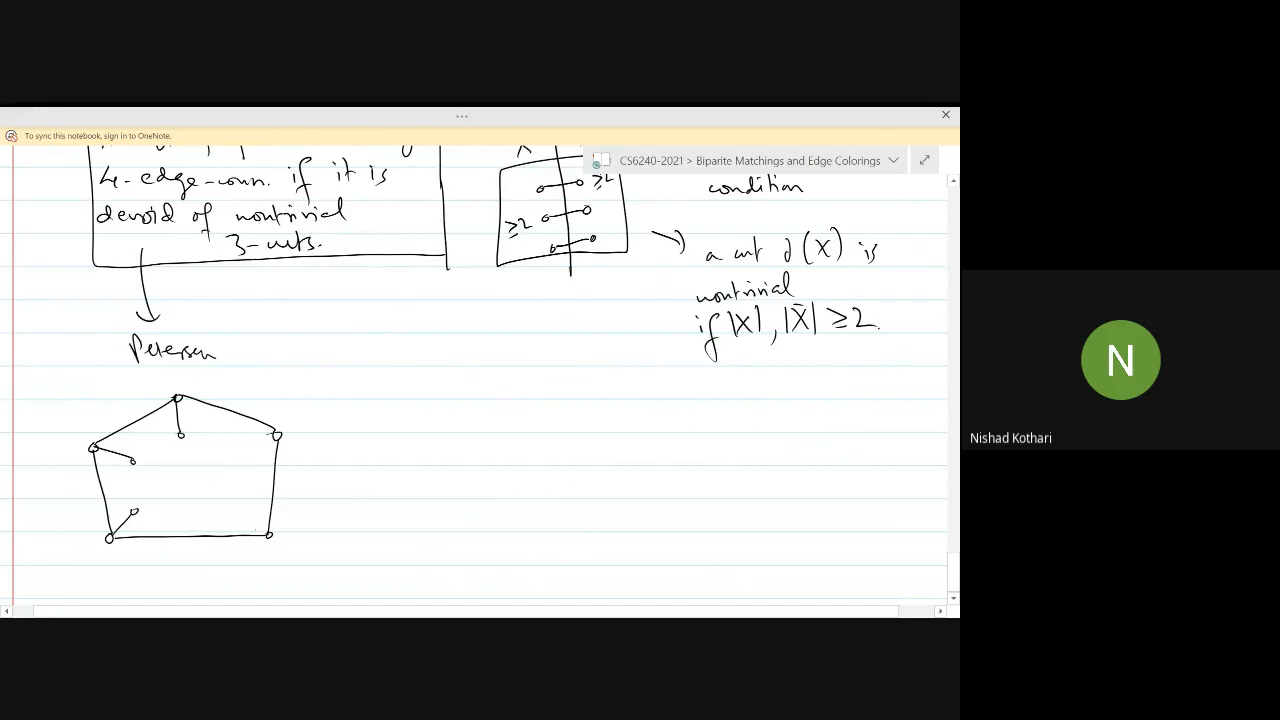 To sync this notebook, sign in to OneNote.
CS6240-2021 > Biparite Matchings and Edge Colorings
4-edge-conn. if it is
devoid of nontrivial
3-cuts.
X
≥2
≥2
condition
a cut ∂(X) is
nontrivial
if |X|, |X̄| ≥2.
Petersen
N
Nishad Kothari